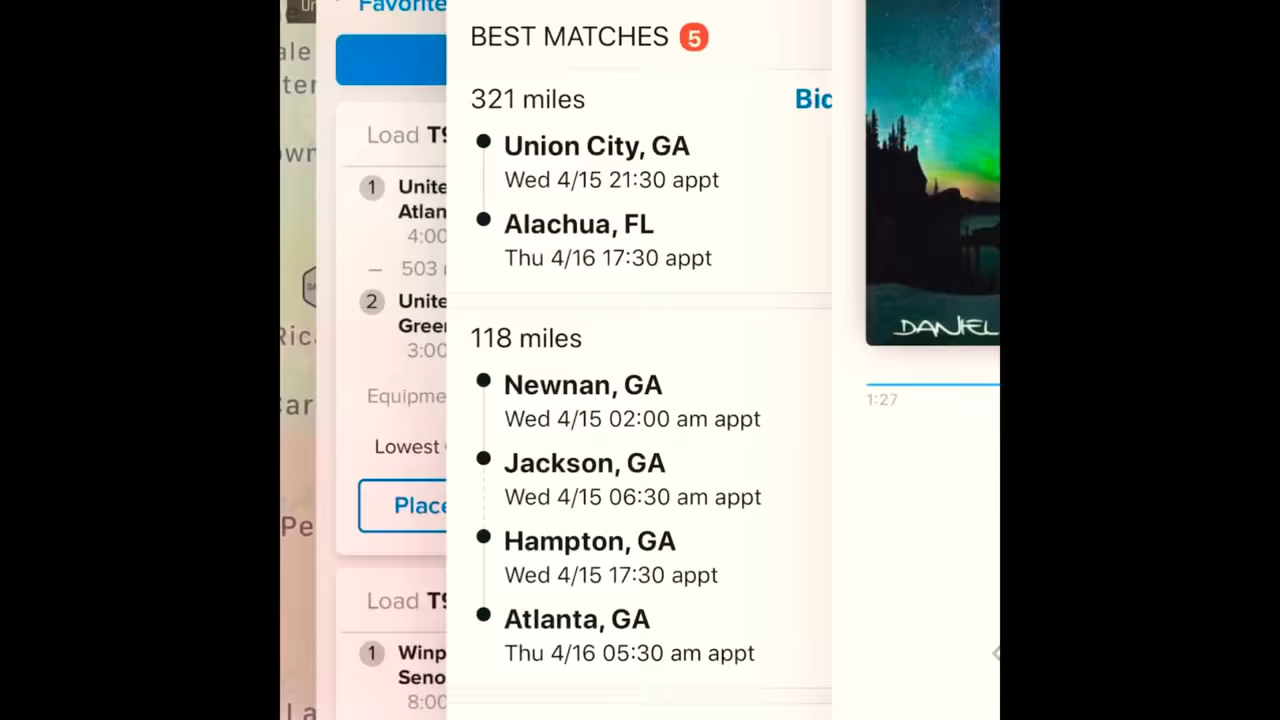 Favorite
Load T9
1 Unite
Atlan
4:00
— 503
2 Unite
Gree
3:00
Equipme
Lowest
Place
Load T9
1 Winp
Seno
8:00
BEST MATCHES 5
321 miles
Bid
Union City, GA
Wed 4/15 21:30 appt
Alachua, FL
Thu 4/16 17:30 appt
118 miles
Newnan, GA
Wed 4/15 02:00 am appt
Jackson, GA
Wed 4/15 06:30 am appt
Hampton, GA
Wed 4/15 17:30 appt
Atlanta, GA
Thu 4/16 05:30 am appt
DANIEL
1:27